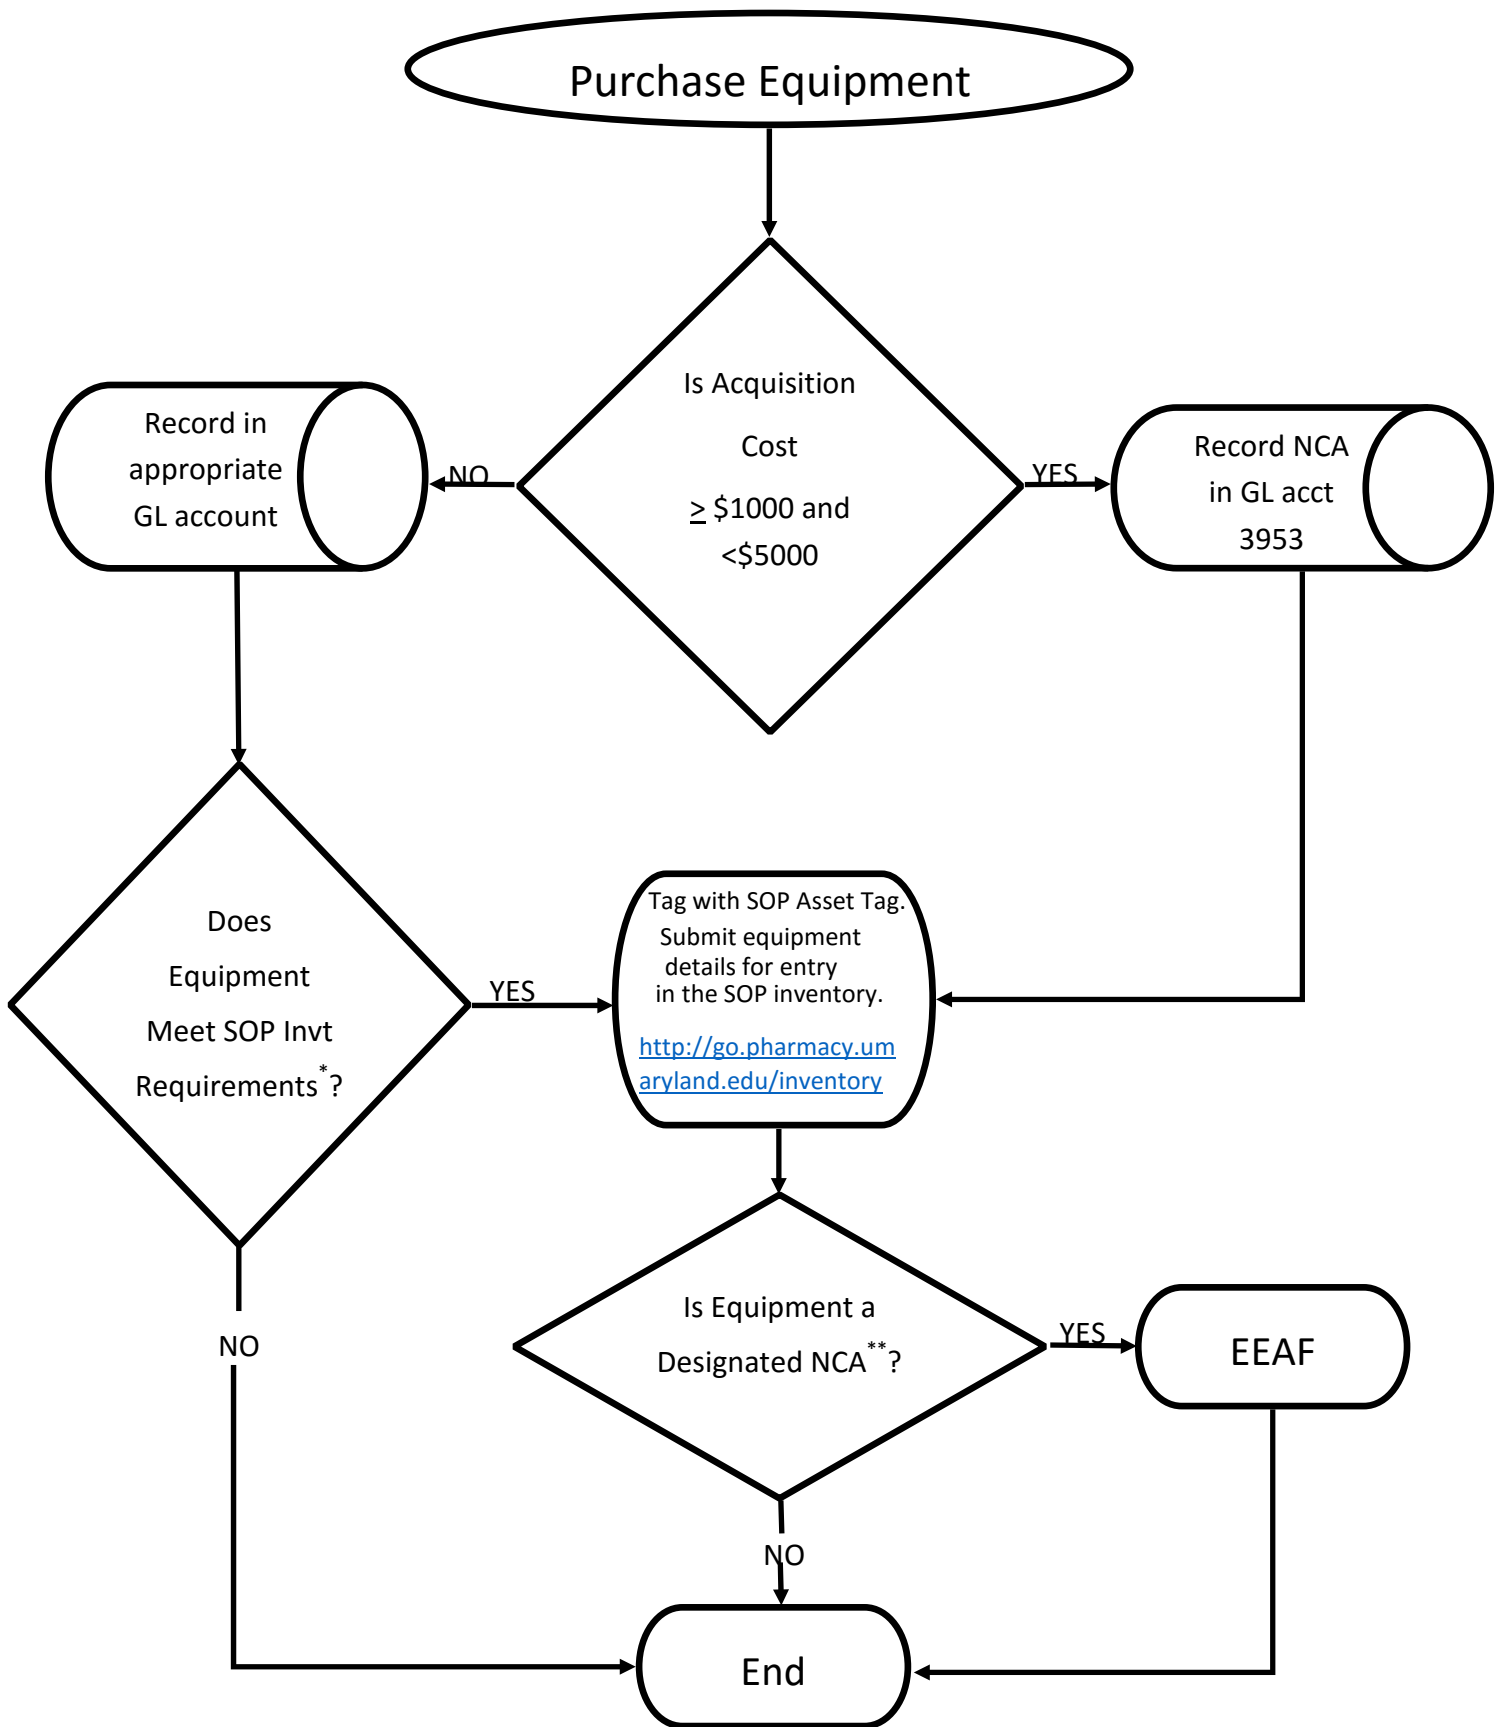 Purchase Equipment
Is Acquisition
Cost
≥ $1000 and
<$5000
NO
YES
Record in
appropriate
GL account
Record NCA
in GL acct
3953
Does
Equipment
Meet SOP Invt
Requirements*?
YES
Tag with SOP Asset Tag.
Submit equipment
details for entry
in the SOP inventory.
http://go.pharmacy.um
aryland.edu/inventory
NO
Is Equipment a
Designated NCA**?
YES
EEAF
NO
End